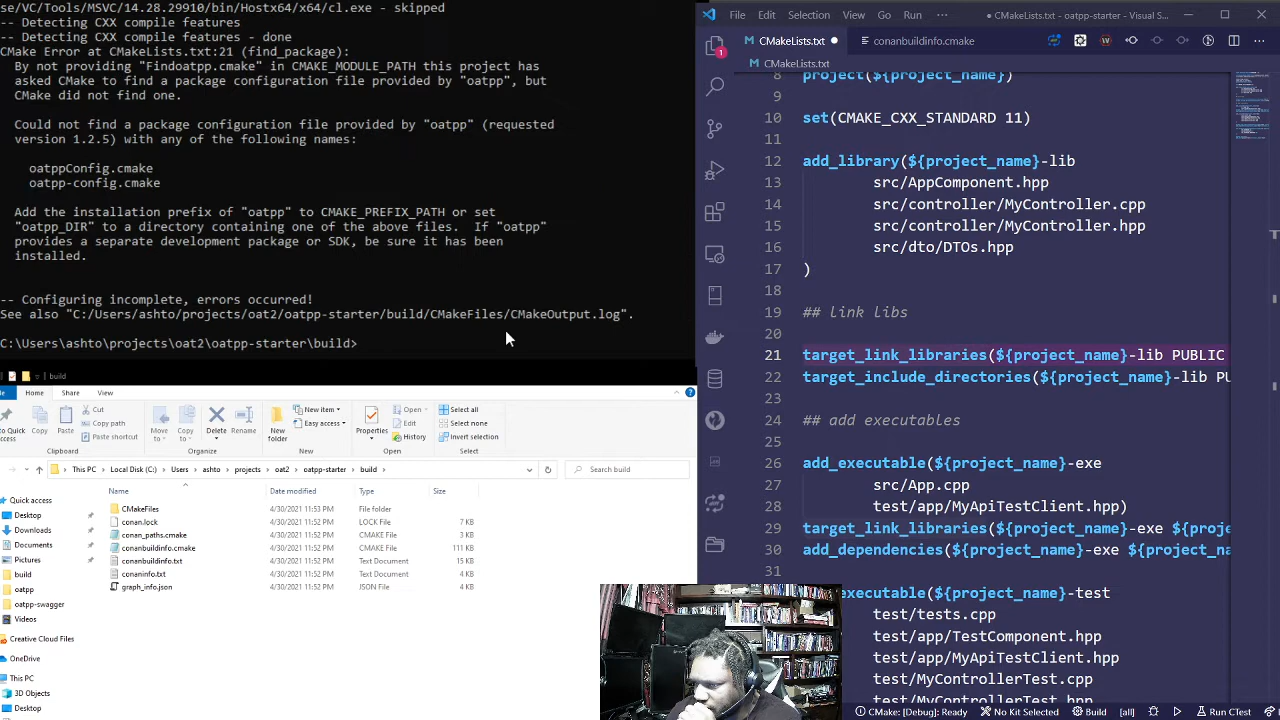 se/VC/Tools/MSVC/14.28.29910/bin/Hostx64/x64/cl.exe - skipped
-- Detecting CXX compile features
-- Detecting CXX compile features - done
CMake Error at CMakeLists.txt:21 (find_package):
By not providing "Findoatpp.cmake" in CMAKE_MODULE_PATH this project has
asked CMake to find a package configuration file provided by "oatpp", but
CMake did not find one.
Could not find a package configuration file provided by "oatpp" (requested
version 1.2.5) with any of the following names:
oatppConfig.cmake
oatpp-config.cmake
Add the installation prefix of "oatpp" to CMAKE_PREFIX_PATH or set
"oatpp_DIR" to a directory containing one of the above files.  If "oatpp"
provides a separate development package or SDK, be sure it has been
installed.
-- Configuring incomplete, errors occurred!
See also "C:/Users/ashto/projects/oat2/oatpp-starter/build/CMakeFiles/CMakeOutput.log".
C:\Users\ashto\projects\oat2\oatpp-starter\build>
build
Home Share View
Cut
Copy path
Paste shortcut
Copy Paste
Move to Copy to Delete Rename
New folder
New item
Easy access
Properties
Open
Edit
History
Select all
Select none
Invert selection
Clipboard Organize New Open Select
This PC > Local Disk (C:) > Users > ashto > projects > oat2 > oatpp-starter > build >
Search build
Name Date modified Type Size
CMakeFiles 4/30/2021 11:53 PM File folder
conan.lock 4/30/2021 11:52 PM LOCK File 7 KB
conan_paths.cmake 4/30/2021 11:52 PM CMAKE File 3 KB
conanbuildinfo.cmake 4/30/2021 11:52 PM CMAKE File 111 KB
conanbuildinfo.txt 4/30/2021 11:52 PM Text Document 15 KB
conaninfo.txt 4/30/2021 11:52 PM Text Document 4 KB
graph_info.json 4/30/2021 11:52 PM JSON File 4 KB
Quick access
Desktop
Downloads
Documents
Pictures
build
oatpp
oatpp-swagger
Videos
Creative Cloud Files
OneDrive
This PC
3D Objects
Desktop
File Edit Selection View Go Run ... ● CMakeLists.txt - oatpp-starter - Visual S...
CMakeLists.txt ● conanbuildinfo.cmake
CMakeLists.txt
8 project(${project_name})
9
10 set(CMAKE_CXX_STANDARD 11)
11
12 add_library(${project_name}-lib
13 src/AppComponent.hpp
14 src/controller/MyController.cpp
15 src/controller/MyController.hpp
16 src/dto/DTOs.hpp
17 )
18
19 ## link libs
20
21 target_link_libraries(${project_name}-lib PUBLIC
22 target_include_directories(${project_name}-lib PU
23
24 ## add executables
25
26 add_executable(${project_name}-exe
27 src/App.cpp
28 test/MyApiTestClient.hpp)
29 target_link_libraries(${project_name}-exe ${proje
30 add_dependencies(${project_name}-exe ${project_na
31
executable(${project_name}-test
test/tests.cpp
test/app/TestComponent.hpp
test/app/MyApiTestClient.hpp
test/MyControllerTest.cpp
test/MyControllerTest.hpp
CMake: [Debug]: Ready No Kit Selected Build [all] Run CTest